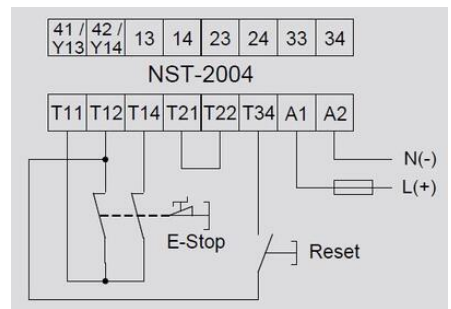 41 / 42 / 13 14 23 24 33 34
Y13 Y14
NST-2004
T11 T12 T14 T21 T22 T34 A1 A2
N(-)
L(+)
E-Stop
Reset